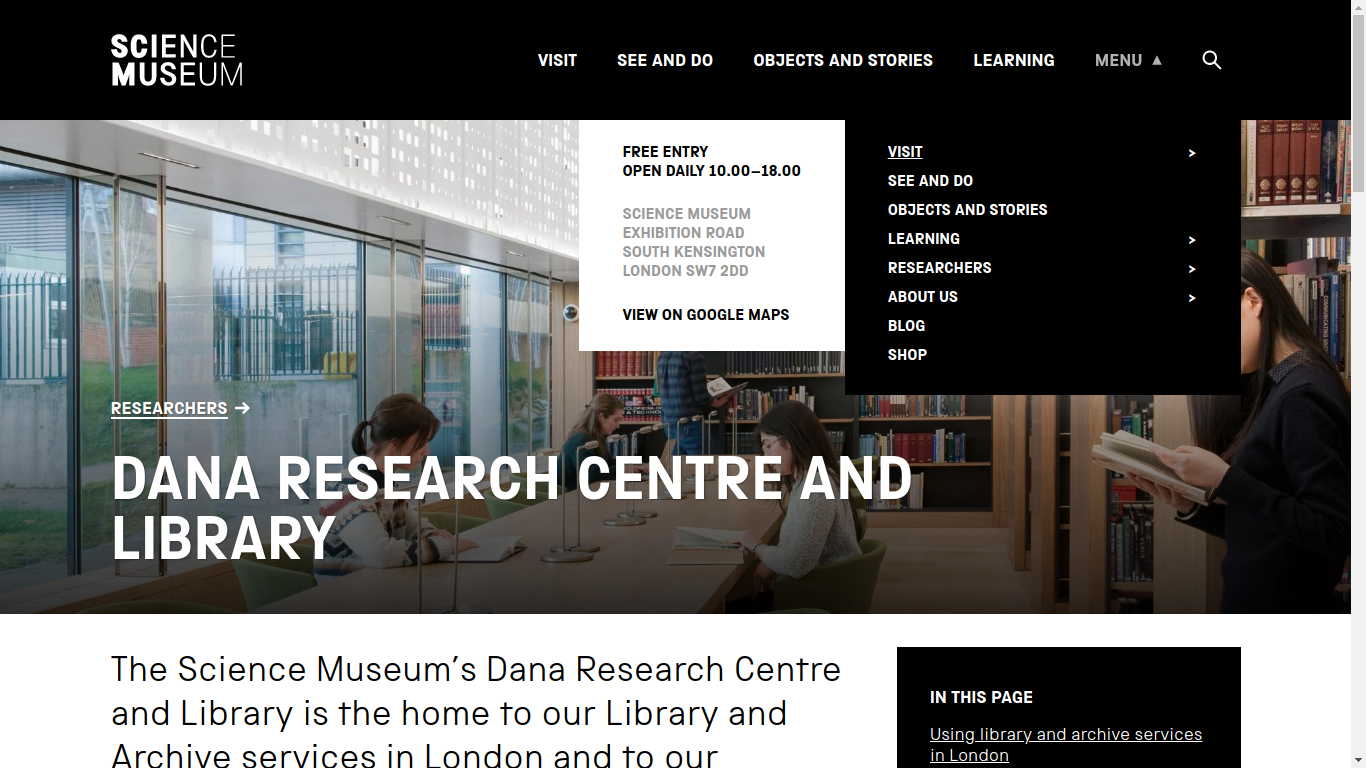 SCIENCE
MUSEUM
VISIT
SEE AND DO
OBJECTS AND STORIES
LEARNING
MENU ▲
FREE ENTRY
OPEN DAILY 10.00–18.00
SCIENCE MUSEUM
EXHIBITION ROAD
SOUTH KENSINGTON
LONDON SW7 2DD
VIEW ON GOOGLE MAPS
VISIT >
SEE AND DO
OBJECTS AND STORIES
LEARNING >
RESEARCHERS >
ABOUT US >
BLOG
SHOP
RESEARCHERS →
DANA RESEARCH CENTRE AND
LIBRARY
The Science Museum’s Dana Research Centre
and Library is the home to our Library and
Archive services in London and to our
IN THIS PAGE
Using library and archive services
in London